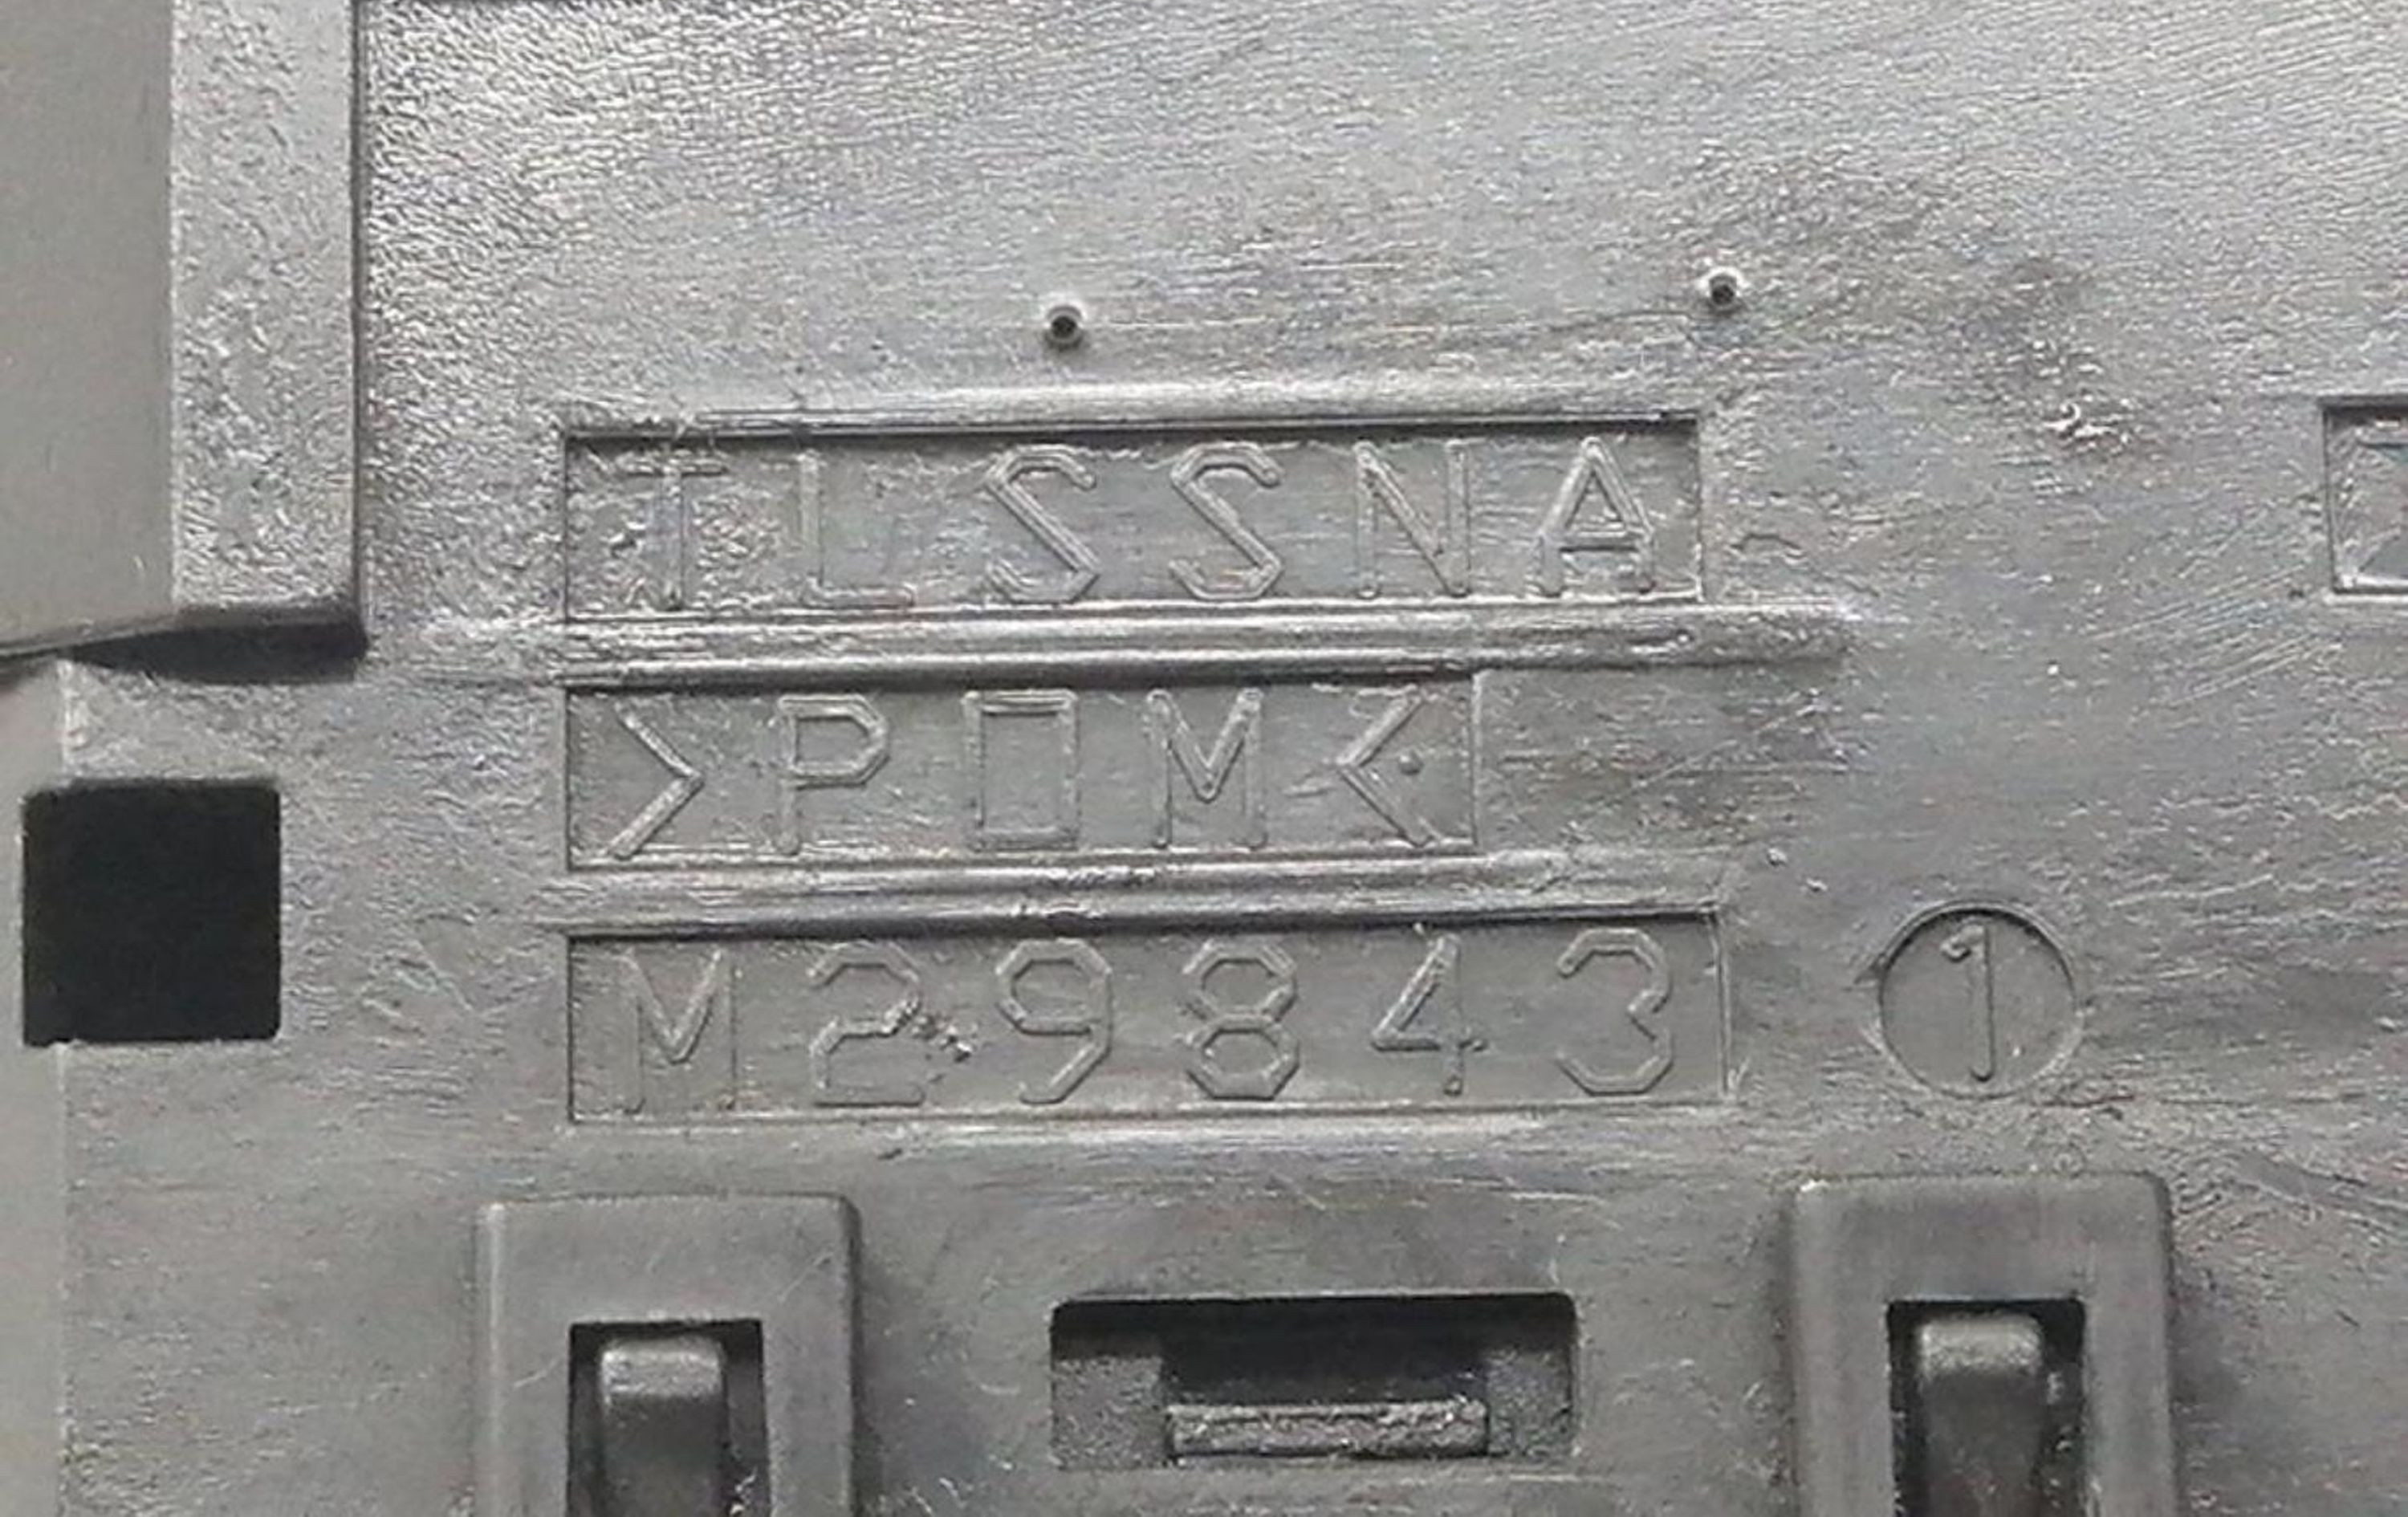 TLSSNA
>POM<
M29843 1